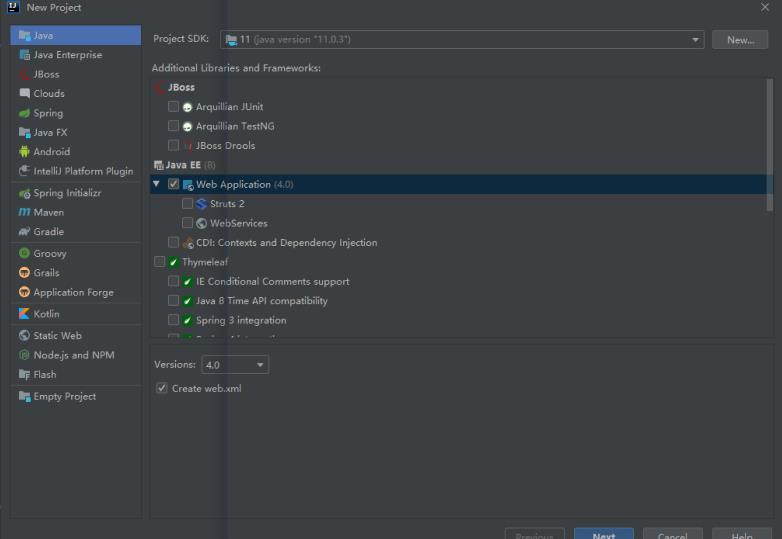 New Project
Java
Java Enterprise
JBoss
Clouds
Spring
Java FX
Android
IntelliJ Platform Plugin
Spring Initializr
Maven
Gradle
Groovy
Grails
Application Forge
Kotlin
Static Web
Node.js and NPM
Flash
Empty Project
Project SDK: 11 (java version "11.0.3") New...
Additional Libraries and Frameworks:
JBoss
Arquillian JUnit
Arquillian TestNG
JBoss Drools
Java EE (8)
Web Application (4.0)
Struts 2
WebServices
CDI: Contexts and Dependency Injection
Thymeleaf
IE Conditional Comments support
Java 8 Time API compatibility
Spring 3 integration
Versions: 4.0
Create web.xml
Previous Next Cancel Help